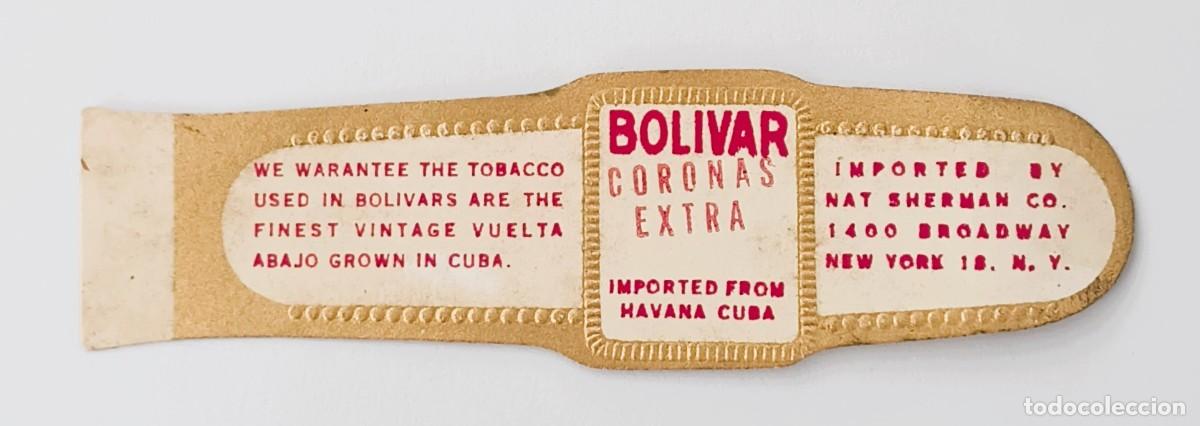 WE WARANTEE THE TOBACCO
USED IN BOLIVARS ARE THE
FINEST VINTAGE VUELTA
ABAJO GROWN IN CUBA.
BOLIVAR
CORONAS
EXTRA
IMPORTED FROM
HAVANA CUBA
IMPORTED BY
NAT SHERMAN CO.
1400 BROADWAY
NEW YORK 18. N. Y.
todocoleccion